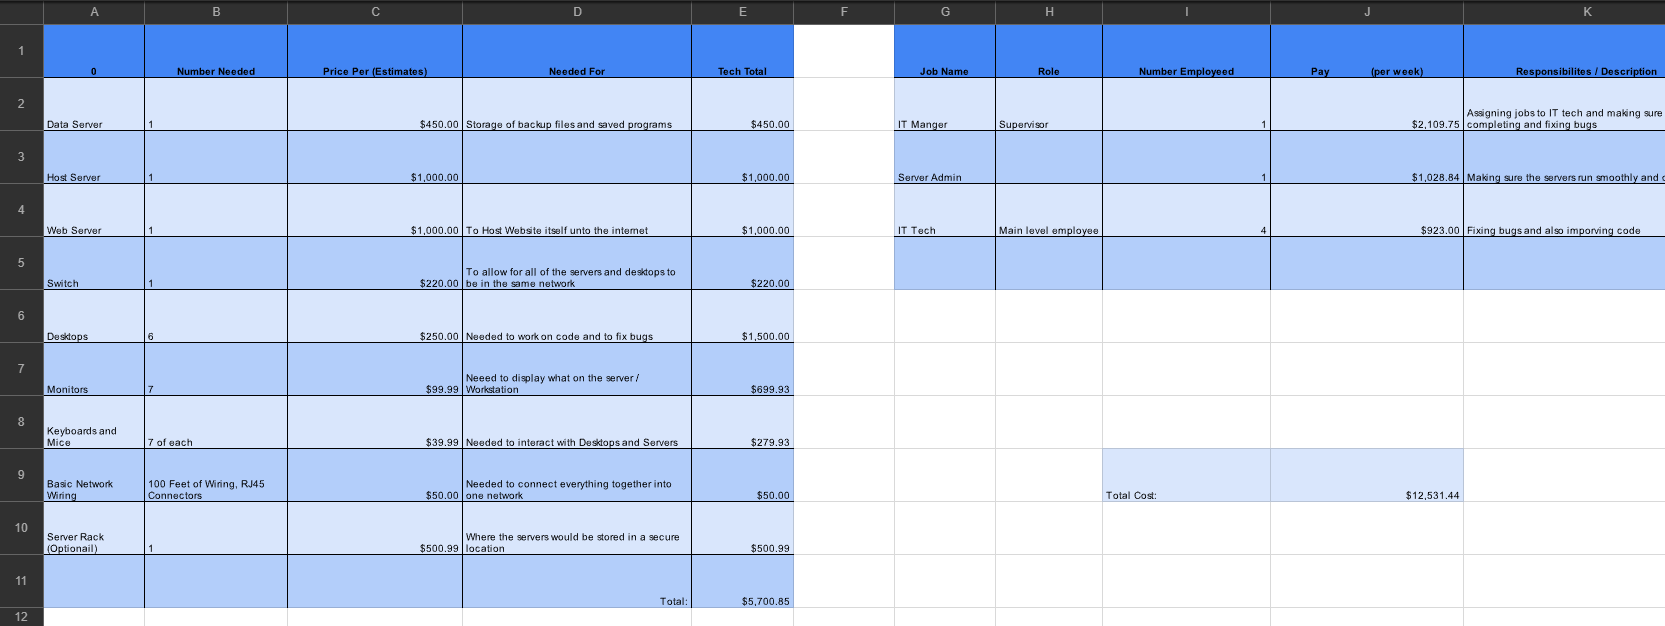 A B C D E F G H I J K
1 0 Number Needed Price Per (Estimates) Needed For Tech Total Job Name Role Number Employeed Pay (per week) Responsibilites / Description
2 Data Server 1 $450.00 Storage of backup files and saved programs $450.00 IT Manger Supervisor 1 $2,109.75 Assigning jobs to IT tech and making sure
completing and fixing bugs
3 Host Server 1 $1,000.00 $1,000.00 Server Admin 1 $1,028.84 Making sure the servers run smoothly and
4 Web Server 1 $1,000.00 To Host Website itself unto the internet $1,000.00 IT Tech Main level employee 4 $923.00 Fixing bugs and also imporving code
5 Switch 1 $220.00 To allow for all of the servers and desktops to
be in the same network $220.00
6 Desktops 6 $250.00 Needed to work on code and to fix bugs $1,500.00
7 Monitors 7 $99.99 Neeed to display what on the server /
Workstation $699.93
8 Keyboards and
Mice 7 of each $39.99 Needed to interact with Desktops and Servers $279.93
9 Basic Network
Wiring 100 Feet of Wiring, RJ45
Connectors $50.00 Needed to connect everything together into
one network $50.00 Total Cost: $12,531.44
10 Server Rack
(Optionail) 1 $500.99 Where the servers would be stored in a secure
location $500.99
11 Total: $5,700.85
12